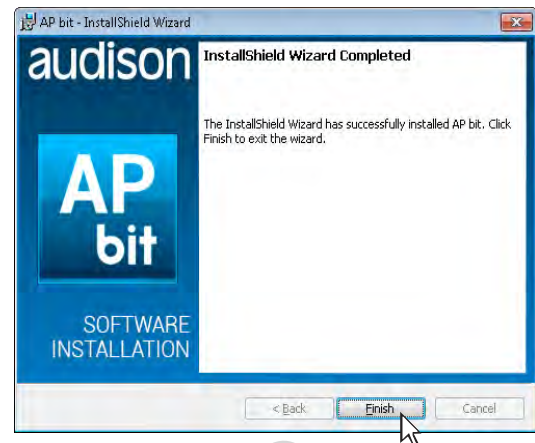 AP bit - InstallShield Wizard
audison
InstallShield Wizard Completed
The InstallShield Wizard has successfully installed AP bit. Click
Finish to exit the wizard.
AP
bit
SOFTWARE
INSTALLATION
< Back Finish Cancel